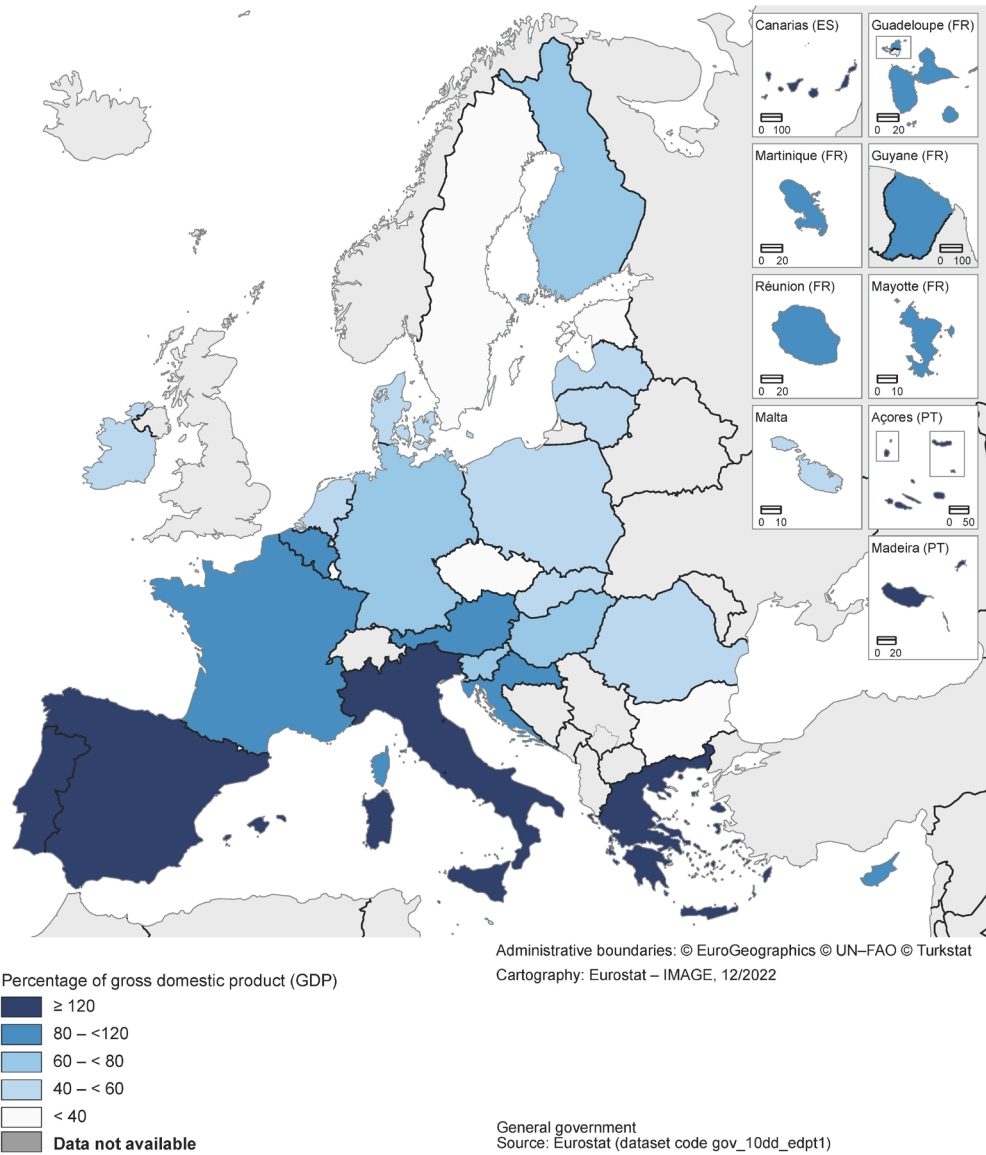 Canarias (ES)
0 100
Guadeloupe (FR)
0 20
Martinique (FR)
0 20
Guyane (FR)
0 100
Réunion (FR)
0 20
Mayotte (FR)
0 10
Malta
0 10
Açores (PT)
0 50
Madeira (PT)
0 20
Administrative boundaries: © EuroGeographics © UN–FAO © Turkstat
Cartography: Eurostat – IMAGE, 12/2022
Percentage of gross domestic product (GDP)
≥ 120
80 – <120
60 – < 80
40 – < 60
< 40
Data not available
General government
Source: Eurostat (dataset code gov_10dd_edpt1)